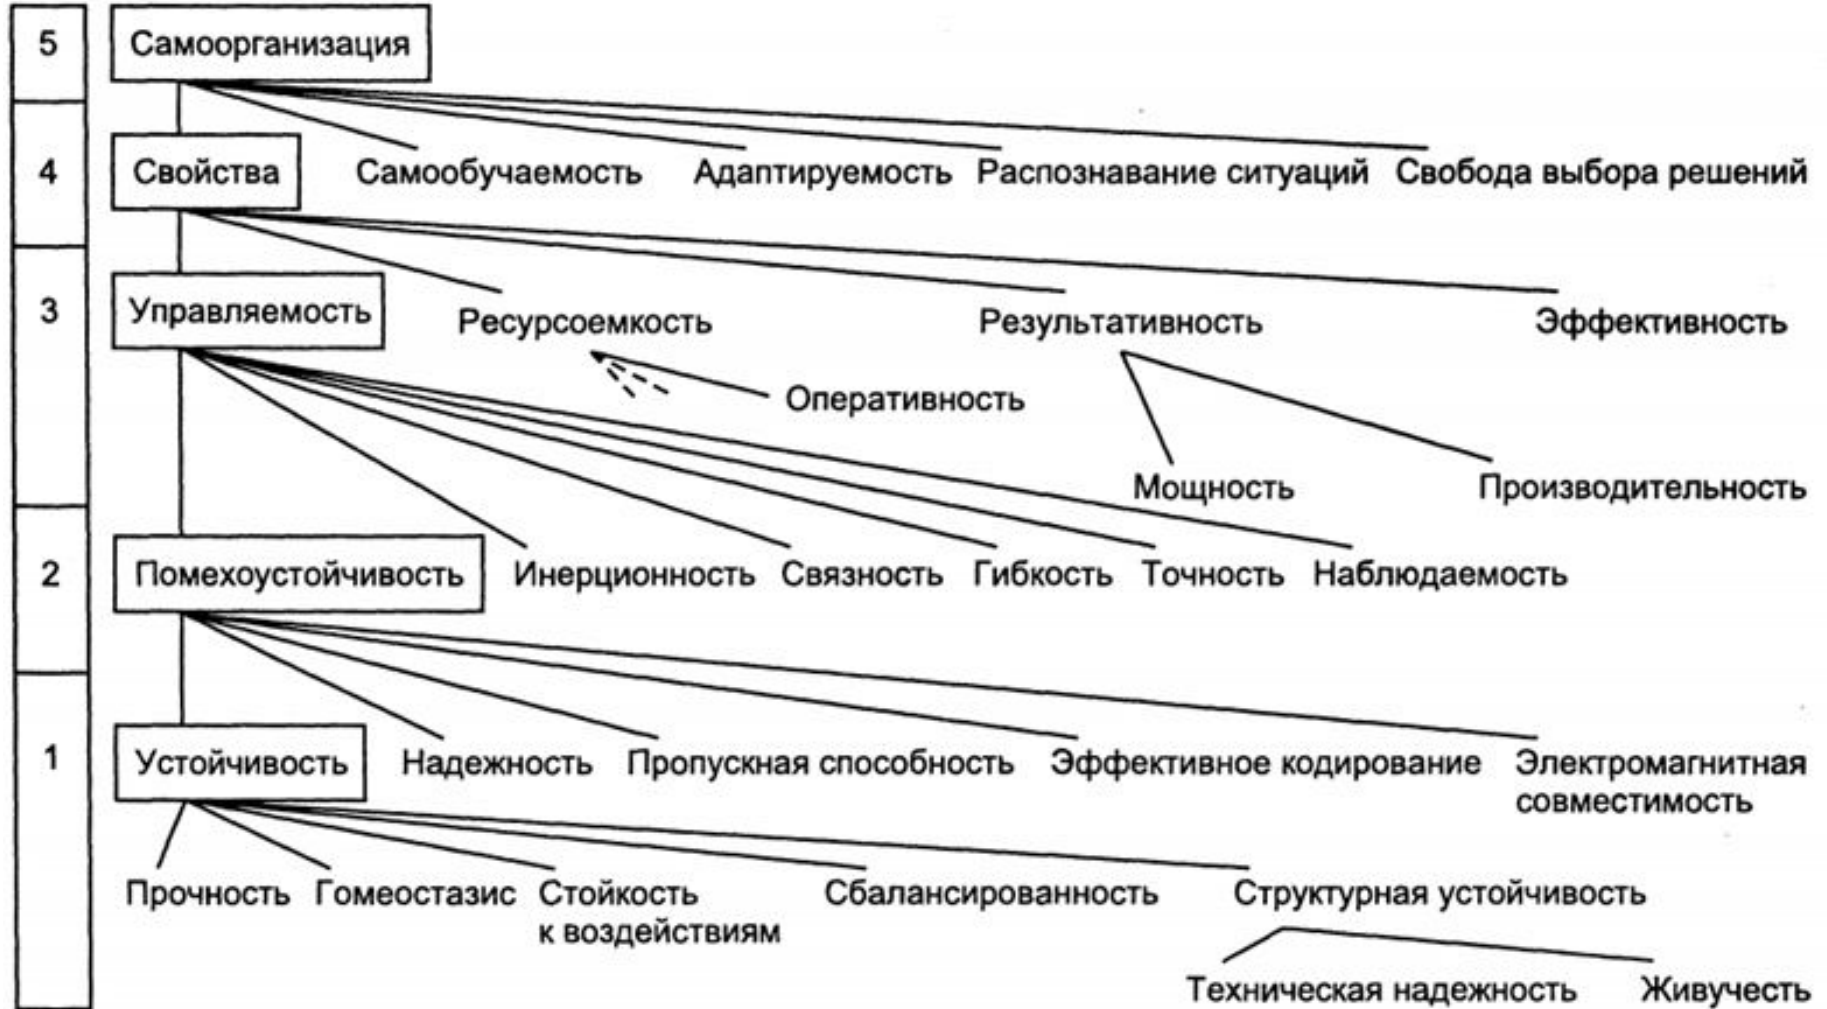 5 Самоорганизация
4 Свойства Самообучаемость Адаптируемость Распознавание ситуаций Свобода выбора решений
3 Управляемость Ресурсоемкость Результативность Эффективность
Оперативность
Мощность Производительность
2 Помехоустойчивость Инерционность Связность Гибкость Точность Наблюдаемость
1 Устойчивость Надежность Пропускная способность Эффективное кодирование Электромагнитная
совместимость
Прочность Гомеостазис Стойкость Сбалансированность Структурная устойчивость
к воздействиям
Техническая надежность Живучесть